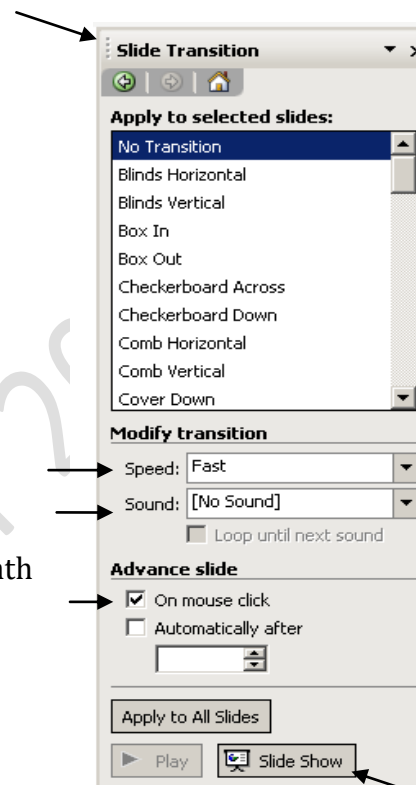 Slide Transition
Apply to selected slides:
No Transition
Blinds Horizontal
Blinds Vertical
Box In
Box Out
Checkerboard Across
Checkerboard Down
Comb Horizontal
Comb Vertical
Cover Down
Modify transition
Speed: Fast
Sound: [No Sound]
Loop until next sound
Advance slide
On mouse click
Automatically after
Apply to All Slides
Play Slide Show